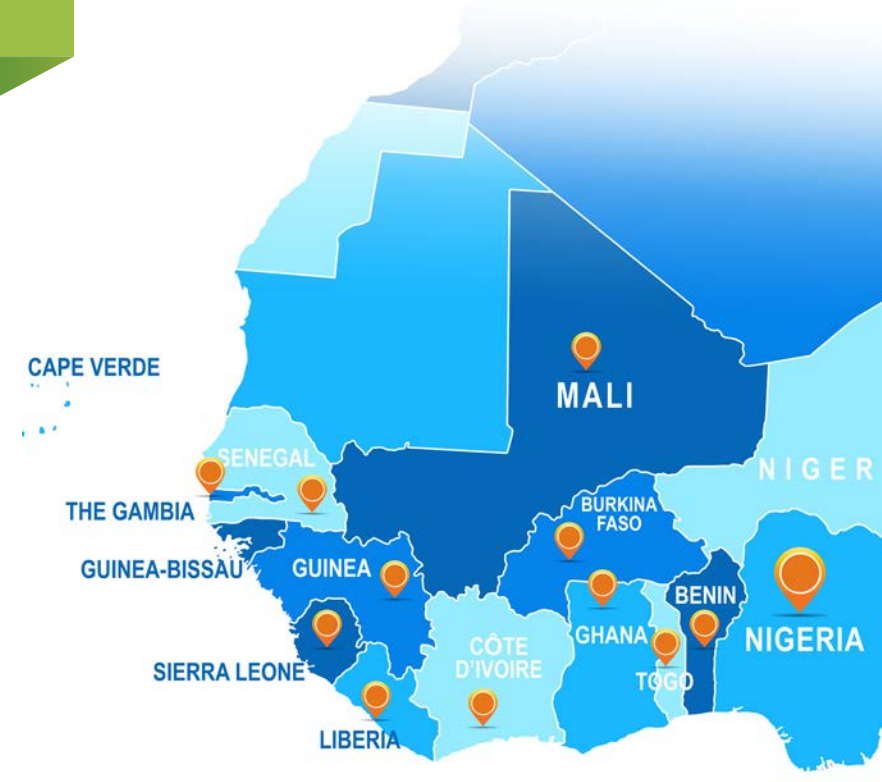 CAPE VERDE
MALI
SENEGAL
NIGER
THE GAMBIA
BURKINA
FASO
GUINEA-BISSAU
GUINEA
BENIN
GHANA
NIGERIA
CÔTE
D'IVOIRE
SIERRA LEONE
TOGO
LIBERIA